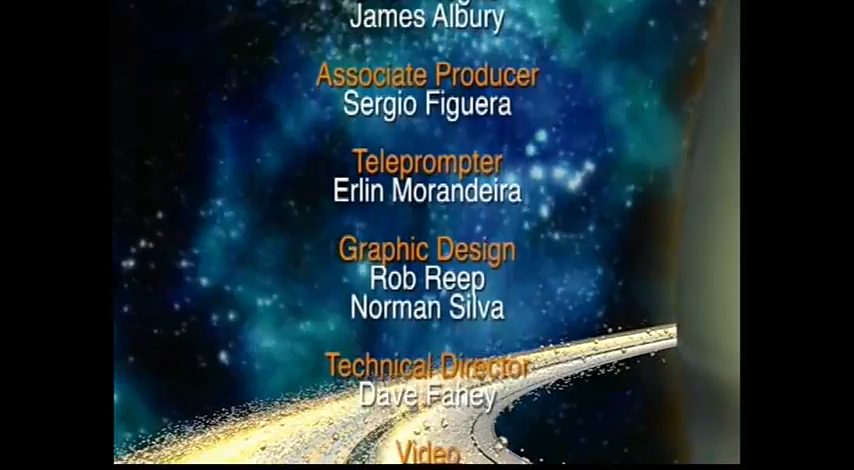 James Albury
Associate Producer
Sergio Figuera
Teleprompter
Erlin Morandeira
Graphic Design
Rob Reep
Norman Silva
Technical Director
Dave Fahey
Video